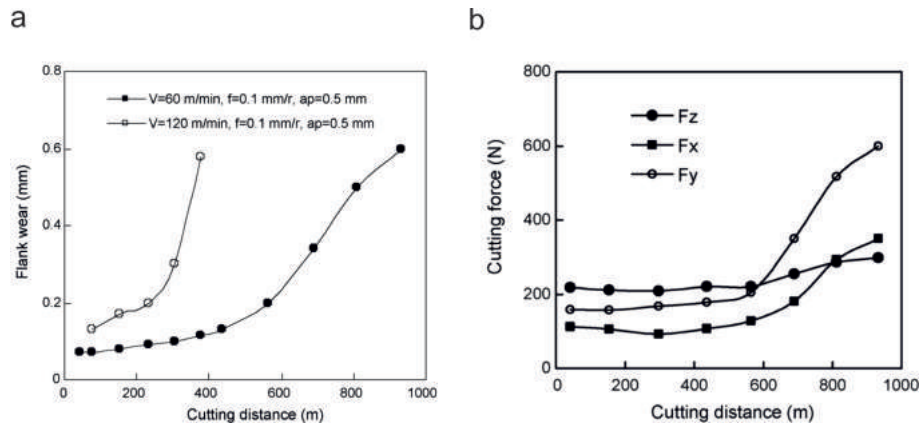 a
0.8
0.6
0.4
0.2
0
Flank wear (mm)
V=60 m/min, f=0.1 mm/r, ap=0.5 mm
V=120 m/min, f=0.1 mm/r, ap=0.5 mm
0 200 400 600 800 1000
Cutting distance (m)
b
800
600
400
200
0
Cutting force (N)
Fz
Fx
Fy
0 200 400 600 800 1000
Cutting distance (m)